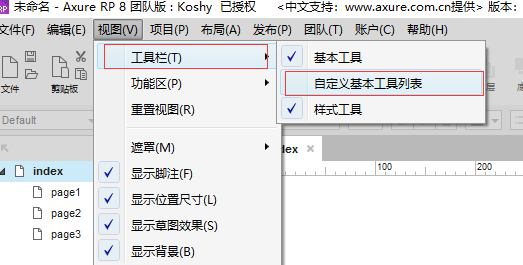 RP 未命名 - Axure RP 8 团队版 : Koshy 已授权 <中文支持: www.axure.com.cn提供> 版本:
文件(F) 编辑(E) 视图(V) 项目(P) 布局(A) 发布(P) 团队(T) 账户(C) 帮助(H)
工具栏(T)
基本工具
功能区(P)
自定义基本工具列表
文件 剪贴板
重置视图(R)
样式工具
Default
遮罩(M)
dex ×
index
显示脚注(F)
100 200
page1
显示位置尺寸(L)
page2
显示草图效果(S)
page3
显示背景(B)